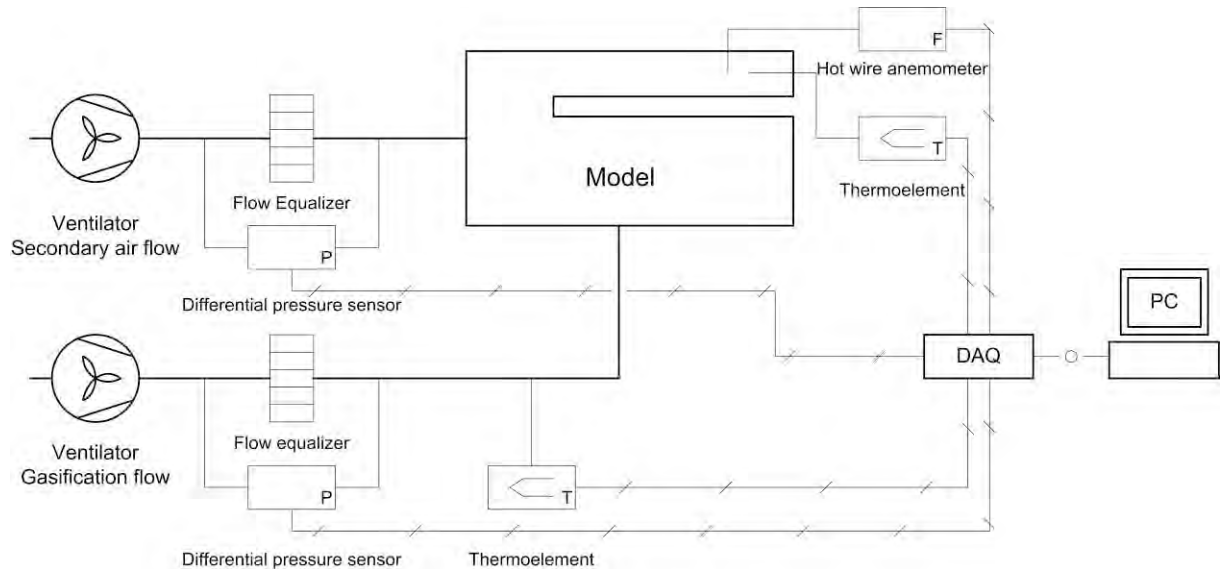 F
Hot wire anemometer
T
Thermoelement
Model
Flow Equalizer
Ventilator
Secondary air flow
P
Differential pressure sensor
PC
DAQ
Flow equalizer
Ventilator
Gasification flow
P
T
Differential pressure sensor
Thermoelement